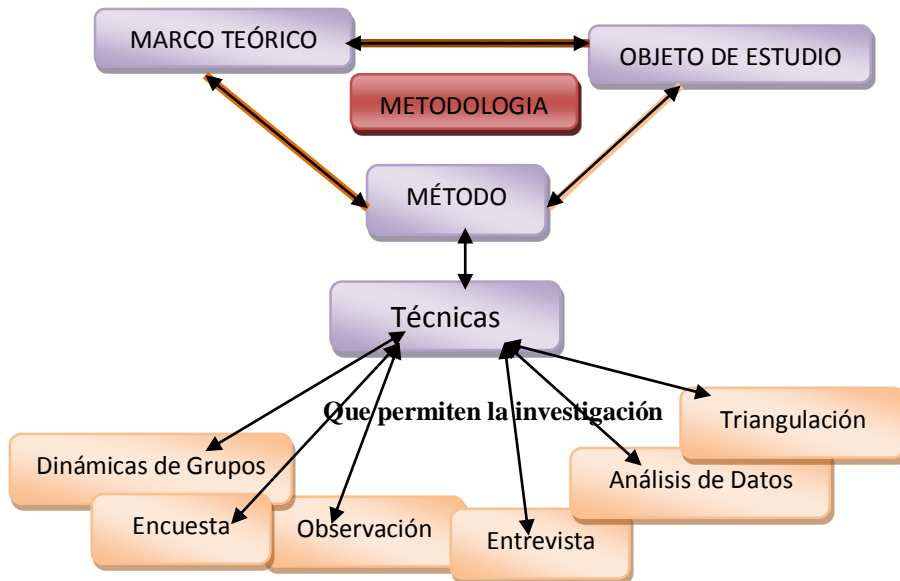 MARCO TEÓRICO
OBJETO DE ESTUDIO
METODOLOGIA
MÉTODO
Técnicas
Que permiten la investigación
Triangulación
Dinámicas de Grupos
Análisis de Datos
Encuesta
Observación
Entrevista